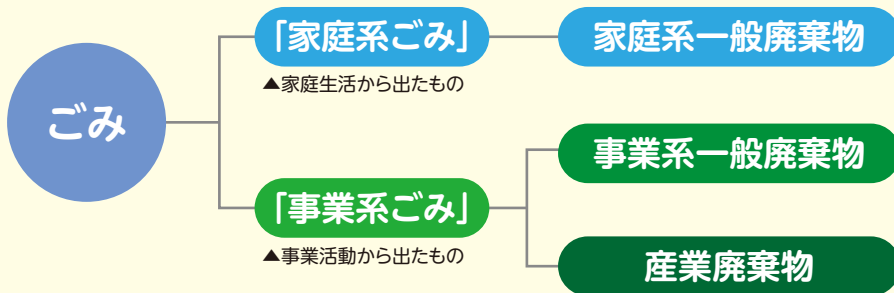 ごみ
「家庭系ごみ」
▲家庭生活から出たもの
家庭系一般廃棄物
「事業系ごみ」
▲事業活動から出たもの
事業系一般廃棄物
産業廃棄物